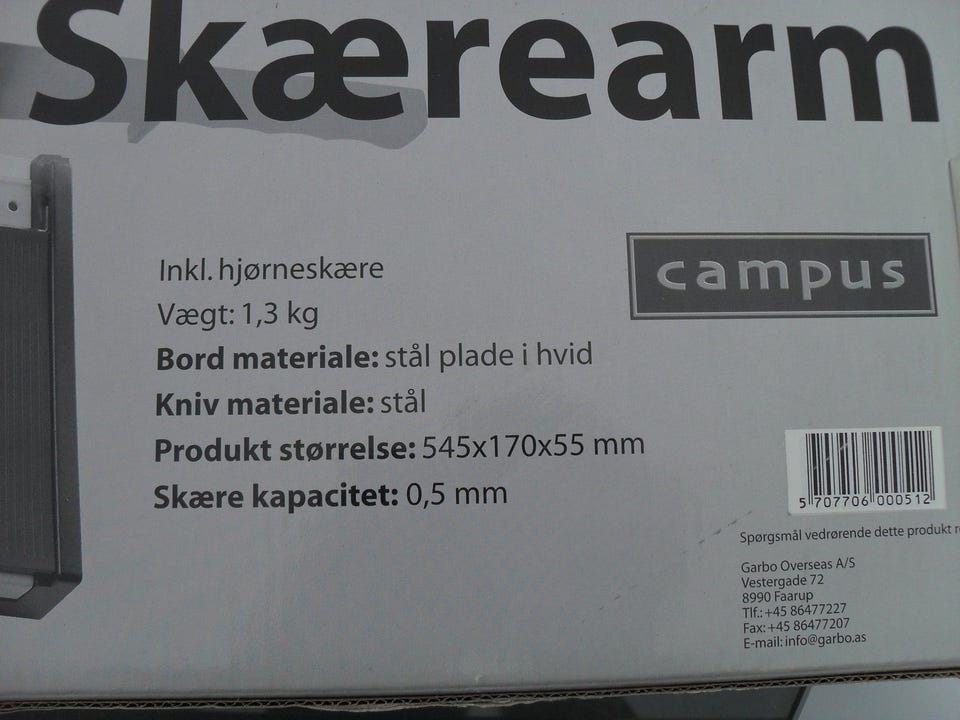 Skærearm
campus
Inkl. hjørneskære
Vægt: 1,3 kg
Bord materiale: stål plade i hvid
Kniv materiale: stål
Produkt størrelse: 545x170x55 mm
Skære kapacitet: 0,5 mm
5 707706 000512
Spørgsmål vedrørende dette produkt
Garbo Overseas A/S
Vestergade 72
8990 Faarup
Tlf.: +45 86477227
Fax: +45 86477207
E-mail: info@garbo.as